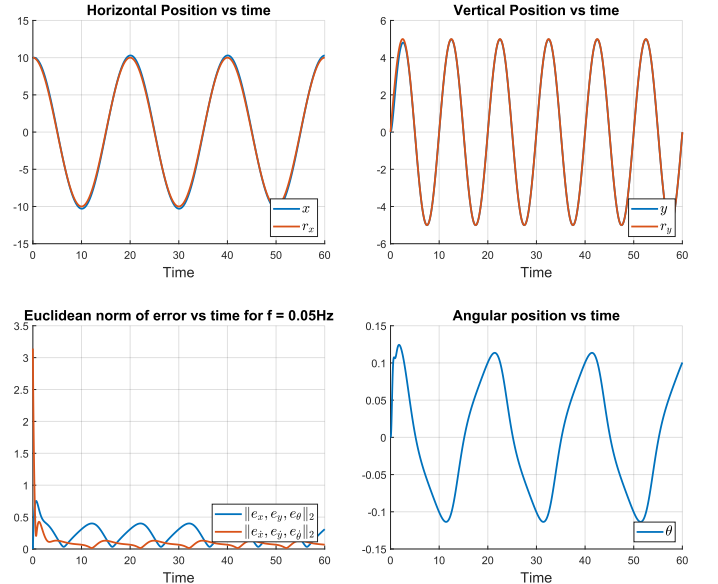 Horizontal Position vs time
15
10
5
0
-5
-10
-15
0 10 20 30 40 50 60
Time
x
r_x
Vertical Position vs time
6
4
2
0
-2
-4
-6
0 10 20 30 40 50 60
Time
y
r_y
Euclidean norm of error vs time for f = 0.05Hz
3.5
3
2.5
2
1.5
1
0.5
0
0 10 20 30 40 50 60
Time
‖e_x, e_y, e_θ‖_2
‖e_ẋ, e_ẏ, e_θ̇‖_2
Angular position vs time
0.15
0.1
0.05
0
-0.05
-0.1
-0.15
0 10 20 30 40 50 60
Time
θ